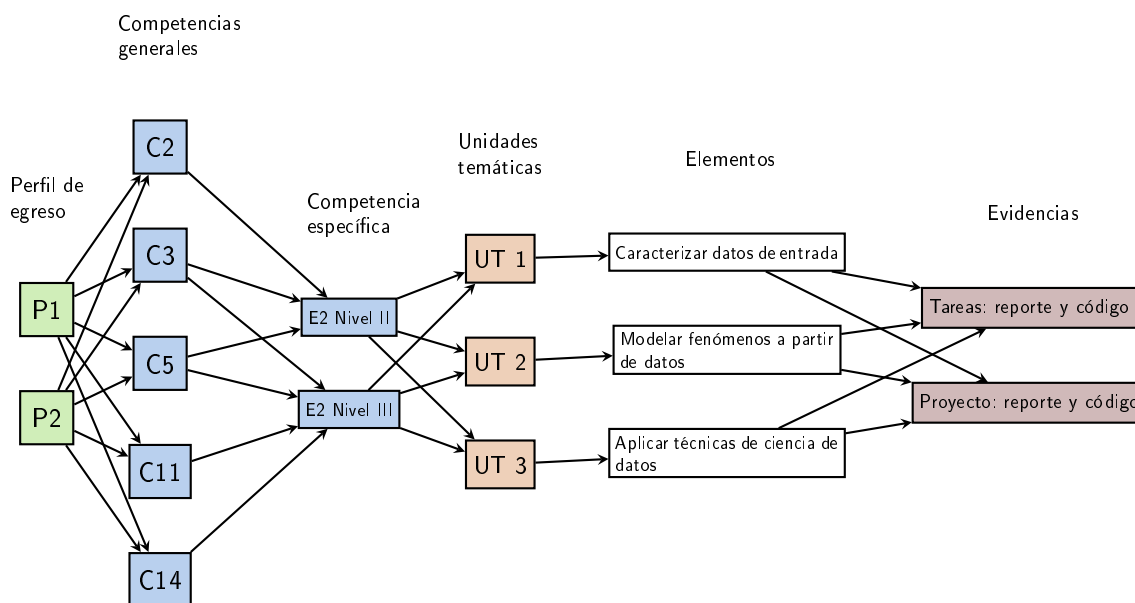 Competencias
generales
Perfil de
egreso
P1
P2
C2
C3
C5
C11
C14
Competencia
específica
E2 Nivel II
E2 Nivel III
Unidades
temáticas
UT 1
UT 2
UT 3
Elementos
Caracterizar datos de entrada
Modelar fenómenos a partir
de datos
Aplicar técnicas de ciencia de
datos
Evidencias
Tareas: reporte y código
Proyecto: reporte y código